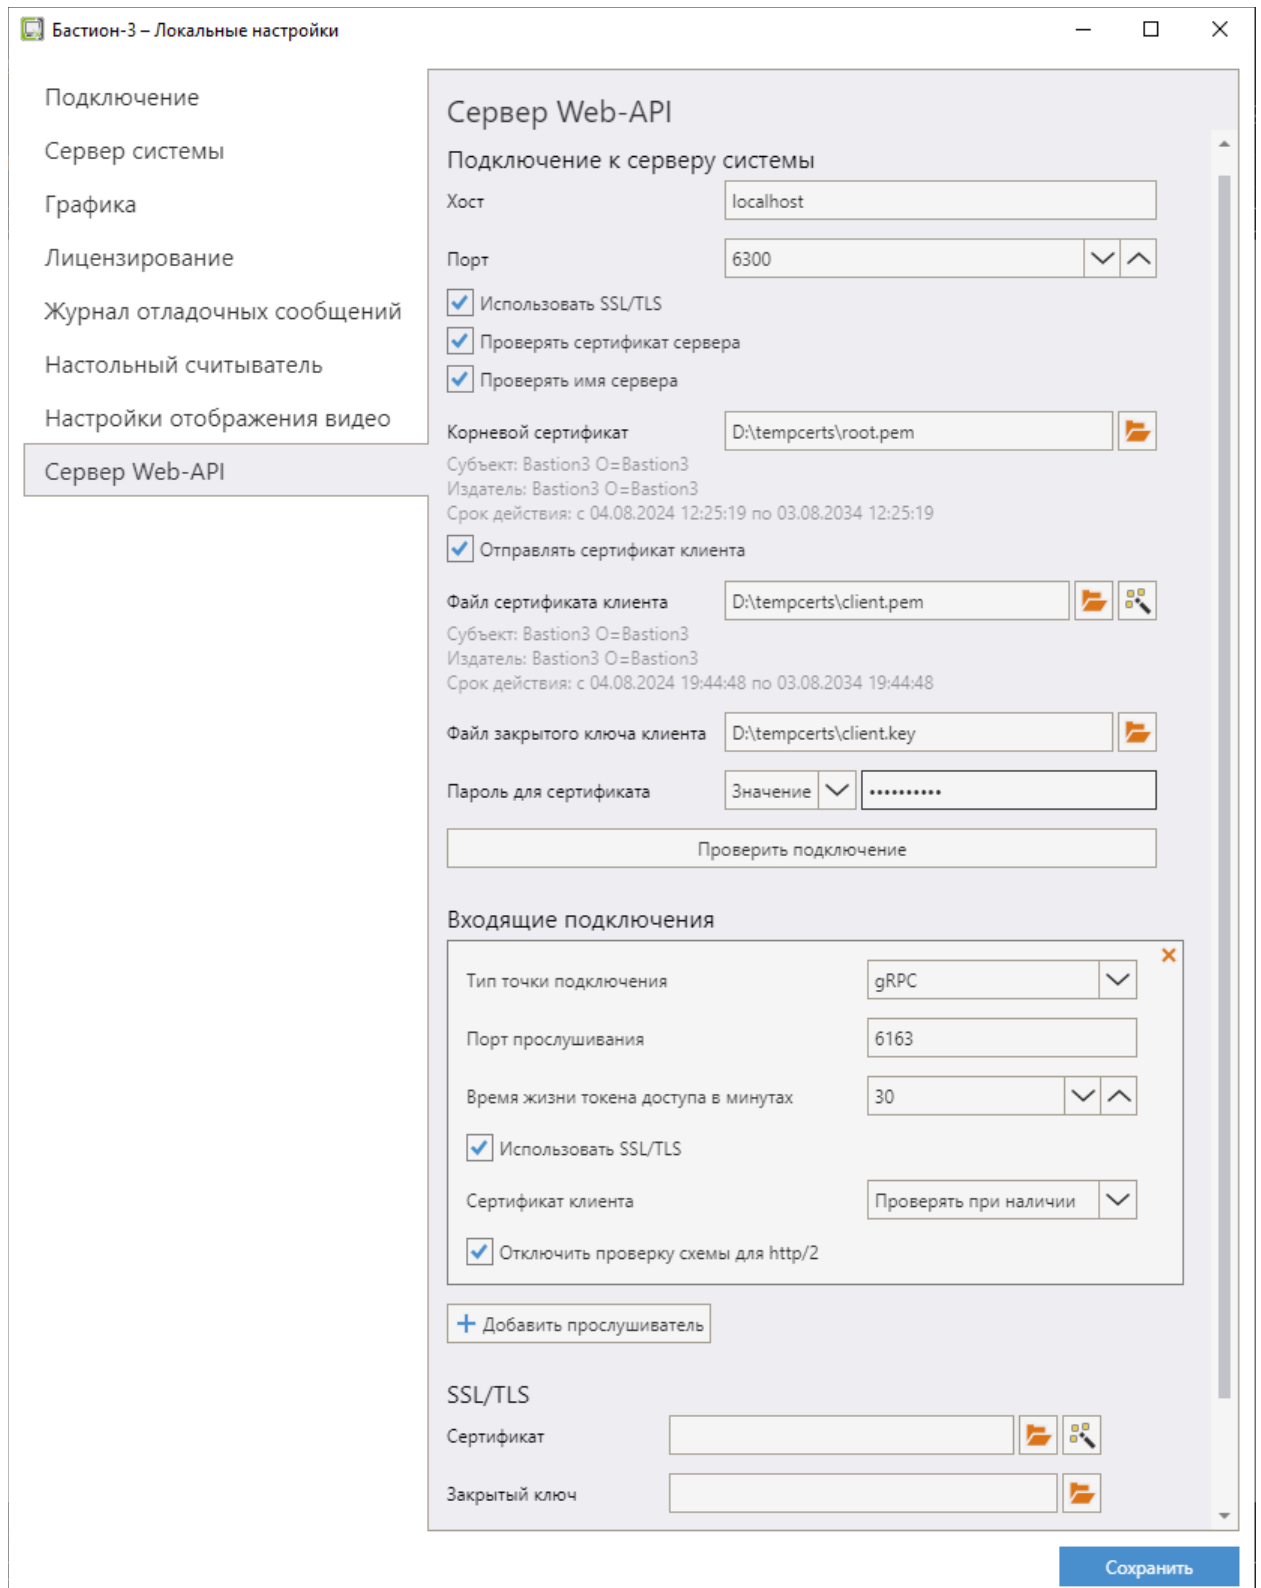 Бастион-3 – Локальные настройки
Подключение
Сервер системы
Графика
Лицензирование
Журнал отладочных сообщений
Настольный считыватель
Настройки отображения видео
Сервер Web-API
Сервер Web-API
Подключение к серверу системы
Хост localhost
Порт 6300
Использовать SSL/TLS
Проверять сертификат сервера
Проверять имя сервера
Корневой сертификат D:\tempcerts\root.pem
Субъект: Bastion3 O=Bastion3
Издатель: Bastion3 O=Bastion3
Срок действия: с 04.08.2024 12:25:19 по 03.08.2034 12:25:19
Отправлять сертификат клиента
Файл сертификата клиента D:\tempcerts\client.pem
Субъект: Bastion3 O=Bastion3
Издатель: Bastion3 O=Bastion3
Срок действия: с 04.08.2024 19:44:48 по 03.08.2034 19:44:48
Файл закрытого ключа клиента D:\tempcerts\client.key
Пароль для сертификата Значение ••••••••••
Проверить подключение
Входящие подключения
Тип точки подключения gRPC
Порт прослушивания 6163
Время жизни токена доступа в минутах 30
Использовать SSL/TLS
Сертификат клиента Проверять при наличии
Отключить проверку схемы для http/2
Добавить прослушиватель
SSL/TLS
Сертификат
Закрытый ключ
Сохранить